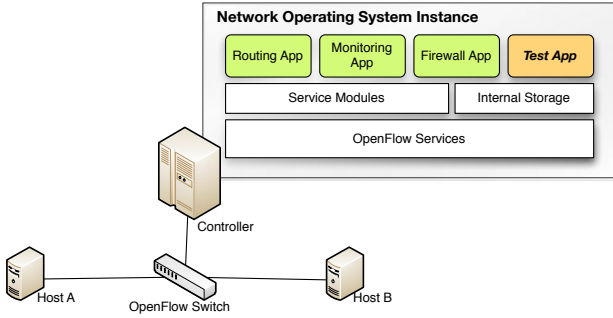 Network Operating System Instance
Routing App
Monitoring
App
Firewall App
Test App
Service Modules
Internal Storage
OpenFlow Services
Controller
Host A
OpenFlow Switch
Host B